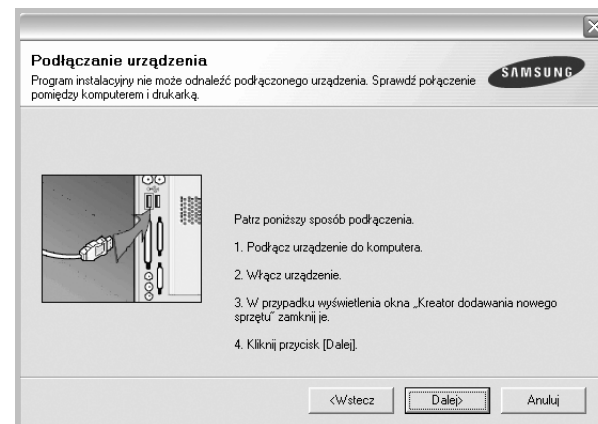 Podłączanie urządzenia
Program instalacyjny nie może odnaleźć podłączonego urządzenia. Sprawdź połączenie
pomiędzy komputerem i drukarką.
SAMSUNG
Patrz poniższy sposób podłączenia.
1. Podłącz urządzenie do komputera.
2. Włącz urządzenie.
3. W przypadku wyświetlenia okna „Kreator dodawania nowego
sprzętu” zamknij je.
4. Kliknij przycisk [Dalej].
<Wstecz
Dalej>
Anuluj